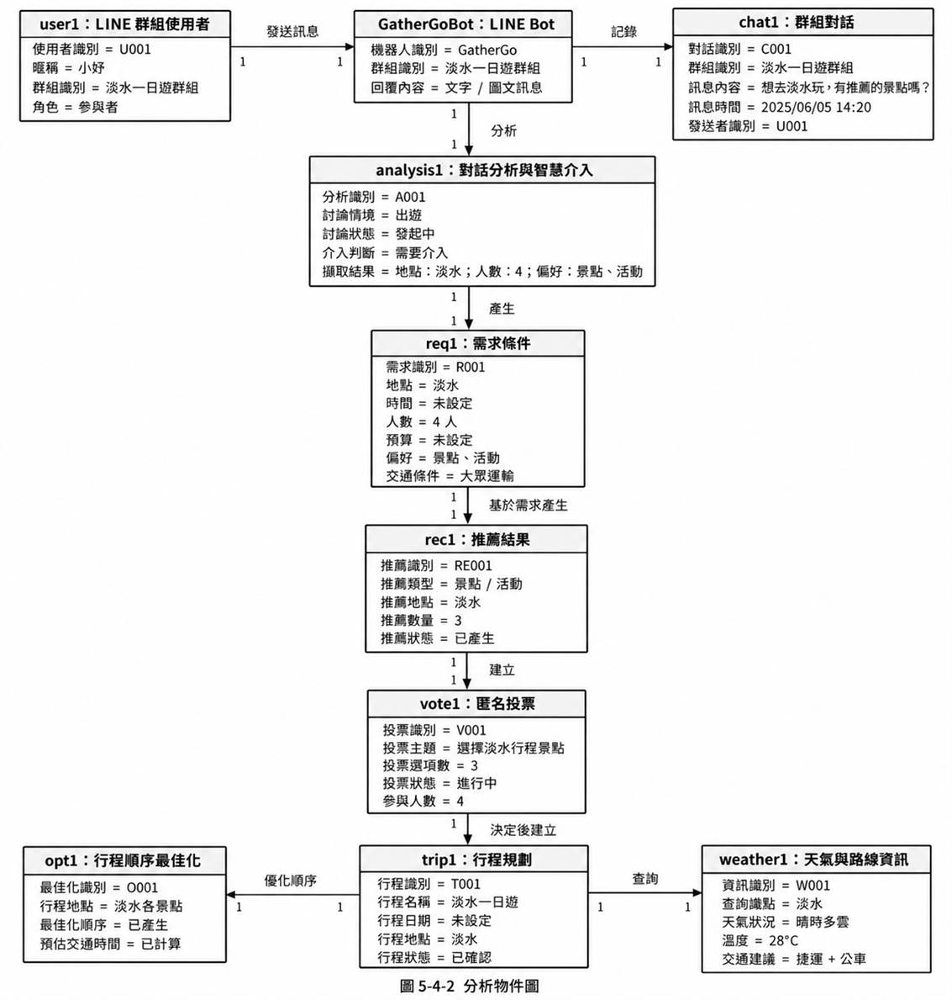 user1：LINE 群組使用者
使用者識別 = U001
暱稱 = 小妤
群組識別 = 淡水一日遊群組
角色 = 參與者
發送訊息
1
1
GatherGoBot：LINE Bot
機器人識別 = GatherGo
群組識別 = 淡水一日遊群組
回覆內容 = 文字 / 圖文訊息
記錄
1
1
chat1：群組對話
對話識別 = C001
群組識別 = 淡水一日遊群組
訊息內容 = 想去淡水玩，有推薦的景點嗎？
訊息時間 = 2025/06/05 14:20
發送者識別 = U001
1
分析
1
analysis1：對話分析與智慧介入
分析識別 = A001
討論情境 = 出遊
討論狀態 = 發起中
介入判斷 = 需要介入
擷取結果 = 地點：淡水；人數：4；偏好：景點、活動
1
產生
1
req1：需求條件
需求識別 = R001
地點 = 淡水
時間 = 未設定
人數 = 4 人
預算 = 未設定
偏好 = 景點、活動
交通條件 = 大眾運輸
1
基於需求產生
1
rec1：推薦結果
推薦識別 = RE001
推薦類型 = 景點 / 活動
推薦地點 = 淡水
推薦數量 = 3
推薦狀態 = 已產生
1
建立
1
vote1：匿名投票
投票識別 = V001
投票主題 = 選擇淡水行程景點
投票選項數 = 3
投票狀態 = 進行中
參與人數 = 4
1
決定後建立
opt1：行程順序最佳化
最佳化識別 = O001
行程地點 = 淡水各景點
最佳化順序 = 已產生
預估交通時間 = 已計算
優化順序
1
1
trip1：行程規劃
行程識別 = T001
行程名稱 = 淡水一日遊
行程日期 = 未設定
行程地點 = 淡水
行程狀態 = 已確認
查詢
1
1
weather1：天氣與路線資訊
資訊識別 = W001
查詢識點 = 淡水
天氣狀況 = 晴時多雲
溫度 = 28°C
交通建議 = 捷運 + 公車
圖 5-4-2 分析物件圖